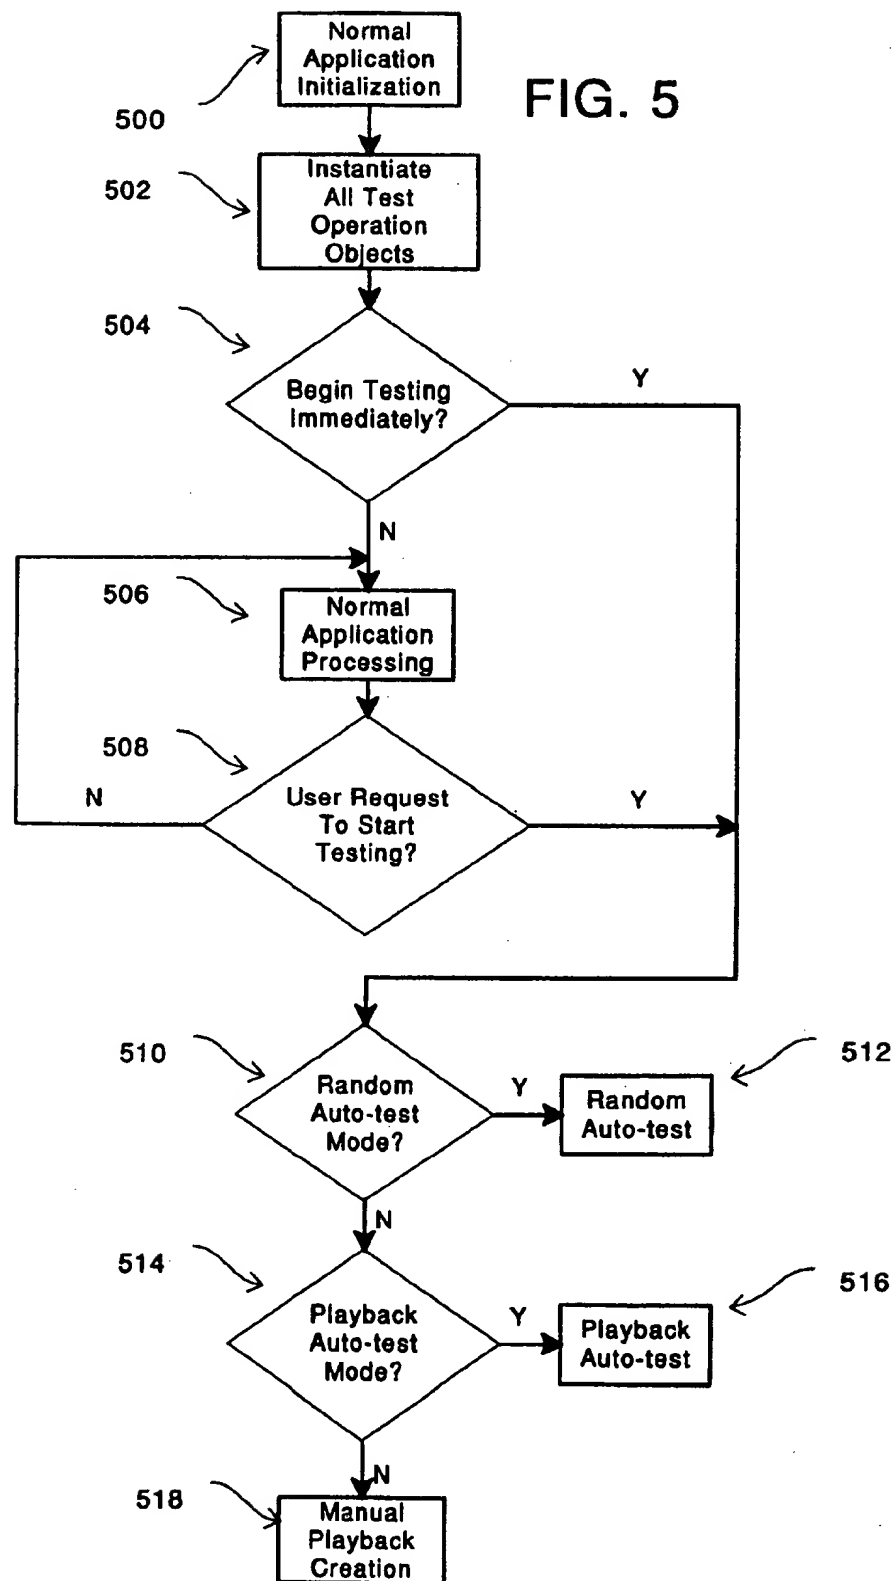 Normal
Application
Initialization
500
FIG. 5
502
Instantiate
All Test
Operation
Objects
504
Begin Testing
Immediately?
Y
N
506
Normal
Application
Processing
508
User Request
To Start
Testing?
N
Y
510
Random
Auto-test
Mode?
Y
Random
Auto-test
512
N
514
Playback
Auto-test
Mode?
Y
Playback
Auto-test
516
N
518
Manual
Playback
Creation